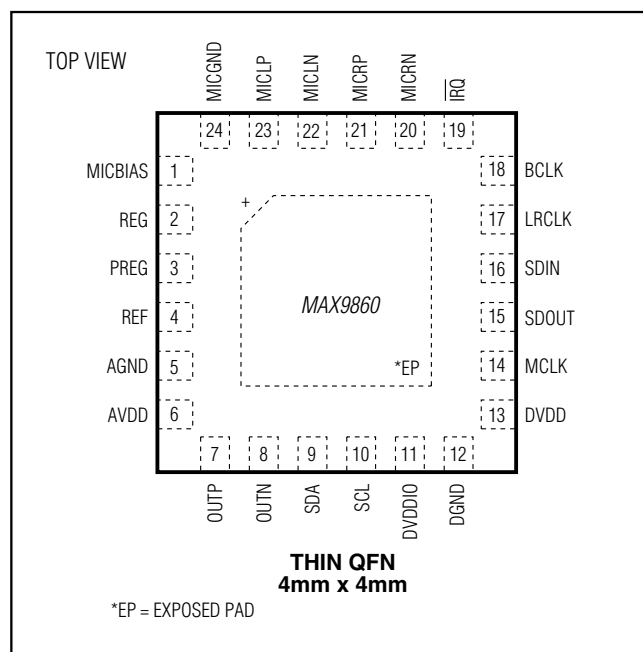 TOP VIEW
MICGND
MICLP
MICLN
MICRP
MICRN
IRQ
24
23
22
21
20
19
MICBIAS 1
REG 2
PREG 3
REF 4
AGND 5
AVDD 6
18 BCLK
17 LRCLK
16 SDIN
15 SDOUT
14 MCLK
13 DVDD
+
MAX9860
*EP
7
8
9
10
11
12
OUTP
OUTN
SDA
SCL
DVDDIO
DGND
THIN QFN
4mm x 4mm
*EP = EXPOSED PAD